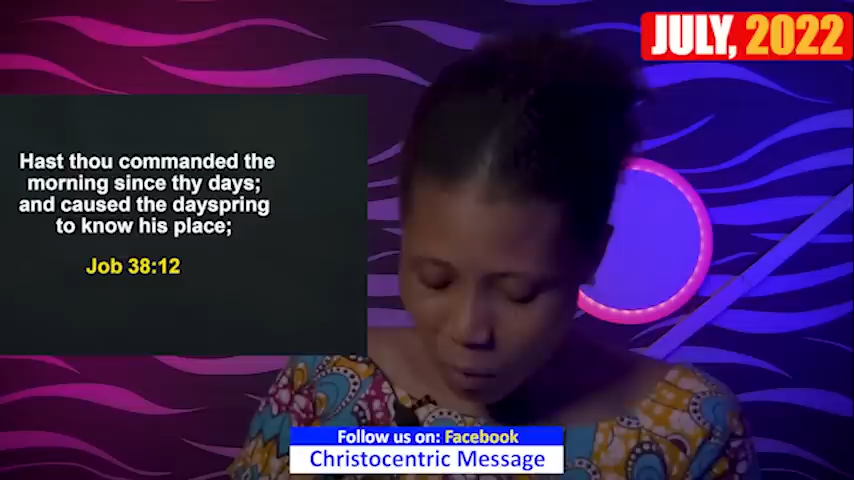 JULY, 2022
Hast thou commanded the
morning since thy days;
and caused the dayspring
to know his place;
Job 38:12
Follow us on: Facebook
Christocentric Message